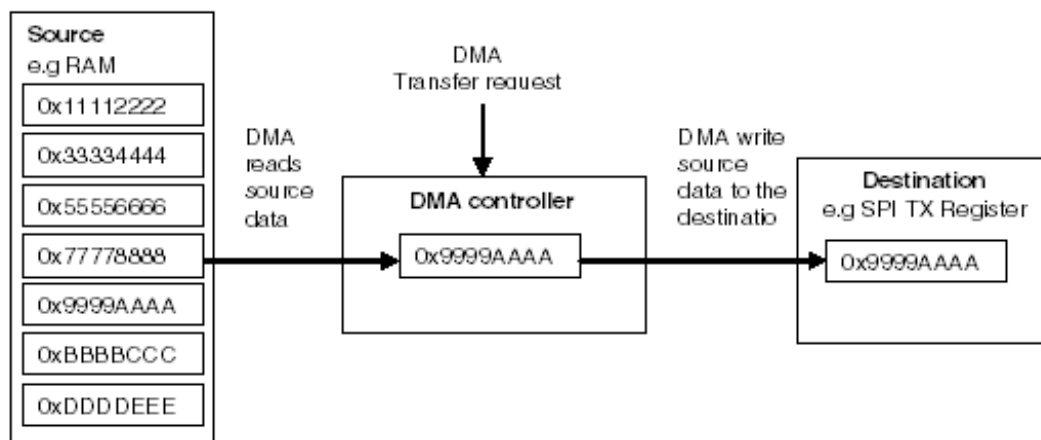 Source
e.g RAM
0x11112222
0x33334444
0x55556666
0x77778888
0x9999AAAA
0xBBBBCCC
0xDDDDEEE
DMA
reads
source
data
DMA
Transfer request
DMA controller
0x9999AAAA
DMA write
source
data to the
destinatio
Destination
e.g SPI TX Register
0x9999AAAA